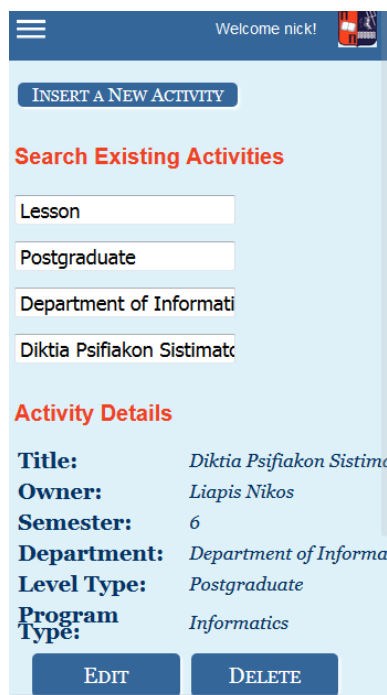 Welcome nick!
INSERT A NEW ACTIVITY
Search Existing Activities
Lesson
Postgraduate
Department of Informati
Diktia Psifiakon Sistimato
Activity Details
Title: Diktia Psifiakon Sistima
Owner: Liapis Nikos
Semester: 6
Department: Department of Informa
Level Type: Postgraduate
Program Type: Informatics
EDIT DELETE